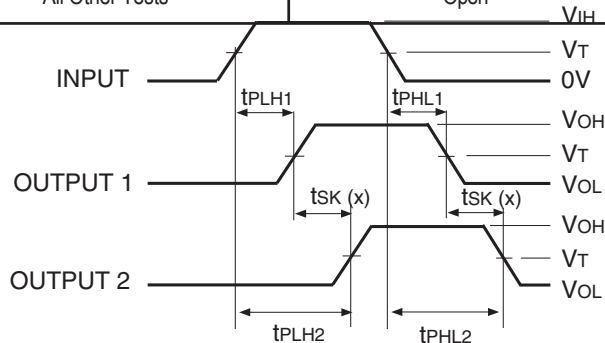 All Other Tests Open
VIH
INPUT VT
0V
tPLH1 tPHL1
VOH
VT
OUTPUT 1 VOL
tSK (x) tSK (x)
VOH
VT
OUTPUT 2 VOL
tPLH2 tPHL2